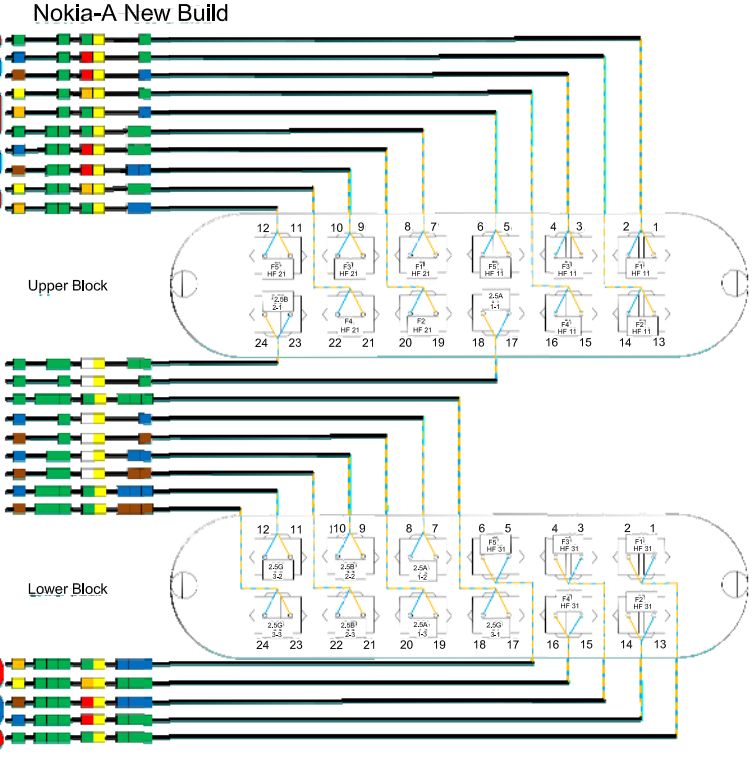 Nokia-A New Build
12 11 10 9 8 7 6 5 4 3 2 1
F5 HF 21
F3 HF 21
F1 HF 21
F5 HF 11
F3 HF 11
F1 HF 11
Upper Block
2.5B 2-1
F4 HF 21
F2 HF 21
2.5A 1-1
F4 HF 11
F2 HF 11
24 23 22 21 20 19 18 17 16 15 14 13
12 11 10 9 8 7 6 5 4 3 2 1
2.5G 3-2
2.5B 2-2
2.5A 1-2
F5 HF 31
F3 HF 31
F1 HF 31
Lower Block
2.5G 3-3
2.5B 2-3
2.5A 1-3
2.5G 3-1
F4 HF 31
F2 HF 31
24 23 22 21 20 19 18 17 16 15 14 13